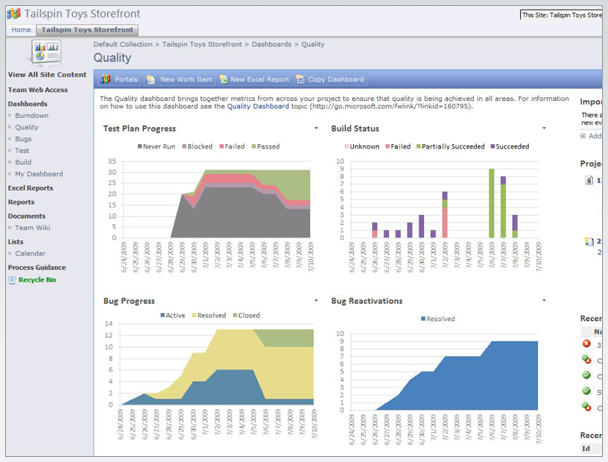 Tailspin Toys Storefront
This Site: Tailspin Toys Store
Home
Tailspin Toys Storefront
Default Collection > Tailspin Toys Storefront > Dashboards > Quality
Quality
View All Site Content
Team Web Access
Dashboards
Burndown
Quality
Bugs
Test
Build
My Dashboard
Excel Reports
Reports
Documents
Team Wiki
Lists
Calendar
Process Guidance
Recycle Bin
Portals
New Work Item
New Excel Report
Copy Dashboard
The Quality dashboard brings together metrics from across your project to ensure that quality is being achieved in all areas. For information
on how to use this dashboard see the Quality Dashboard topic (http://go.microsoft.com/fwlink/?linkid=160795).
Test Plan Progress
Never Run Blocked Failed Passed
35
30
25
20
15
10
5
0
6/24/2009 6/25/2009 6/26/2009 6/27/2009 6/28/2009 6/29/2009 6/30/2009 7/1/2009 7/2/2009 7/3/2009 7/4/2009 7/5/2009 7/6/2009 7/7/2009 7/8/2009 7/9/2009 7/10/2009
Build Status
Unknown Failed Partially Succeeded Succeeded
10
9
8
7
6
5
4
3
2
1
0
6/24/2009 6/25/2009 6/26/2009 6/27/2009 6/28/2009 6/29/2009 6/30/2009 7/1/2009 7/2/2009 7/3/2009 7/4/2009 7/5/2009 7/6/2009 7/7/2009 7/8/2009 7/9/2009 7/10/2009
Bug Progress
Active Resolved Closed
14
12
10
8
6
4
2
0
6/24/2009 6/25/2009 6/26/2009 6/27/2009 6/28/2009 6/29/2009 6/30/2009 7/1/2009 7/2/2009 7/3/2009 7/4/2009 7/5/2009 7/6/2009 7/7/2009 7/8/2009 7/9/2009 7/10/2009
Bug Reactivations
Resolved
10
8
6
4
2
0
6/24/2009 6/25/2009 6/26/2009 6/27/2009 6/28/2009 6/29/2009 6/30/2009 7/1/2009 7/2/2009 7/3/2009 7/4/2009 7/5/2009 7/6/2009 7/7/2009 7/8/2009 7/9/2009 7/10/2009
Impor
There a
new eve
Add
Proje
1
2
2
Recen
Na
3
C
C
S
C
Recen
Id